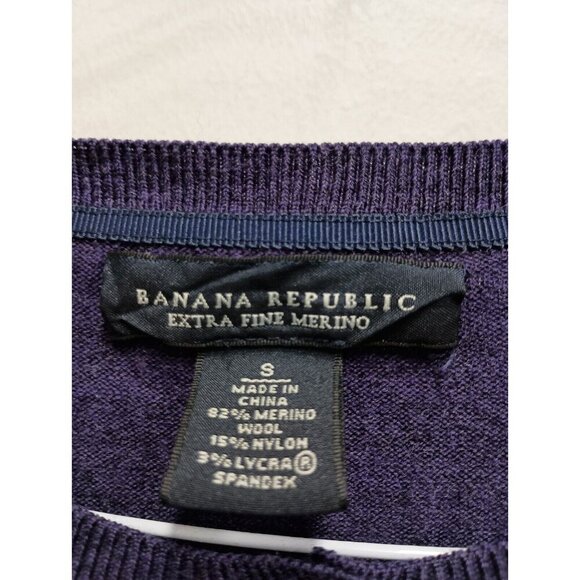 BANANA REPUBLIC
EXTRA FINE MERINO
S
MADE IN
CHINA
82% MERINO
WOOL
15% NYLON
3% LYCRA®
SPANDEX